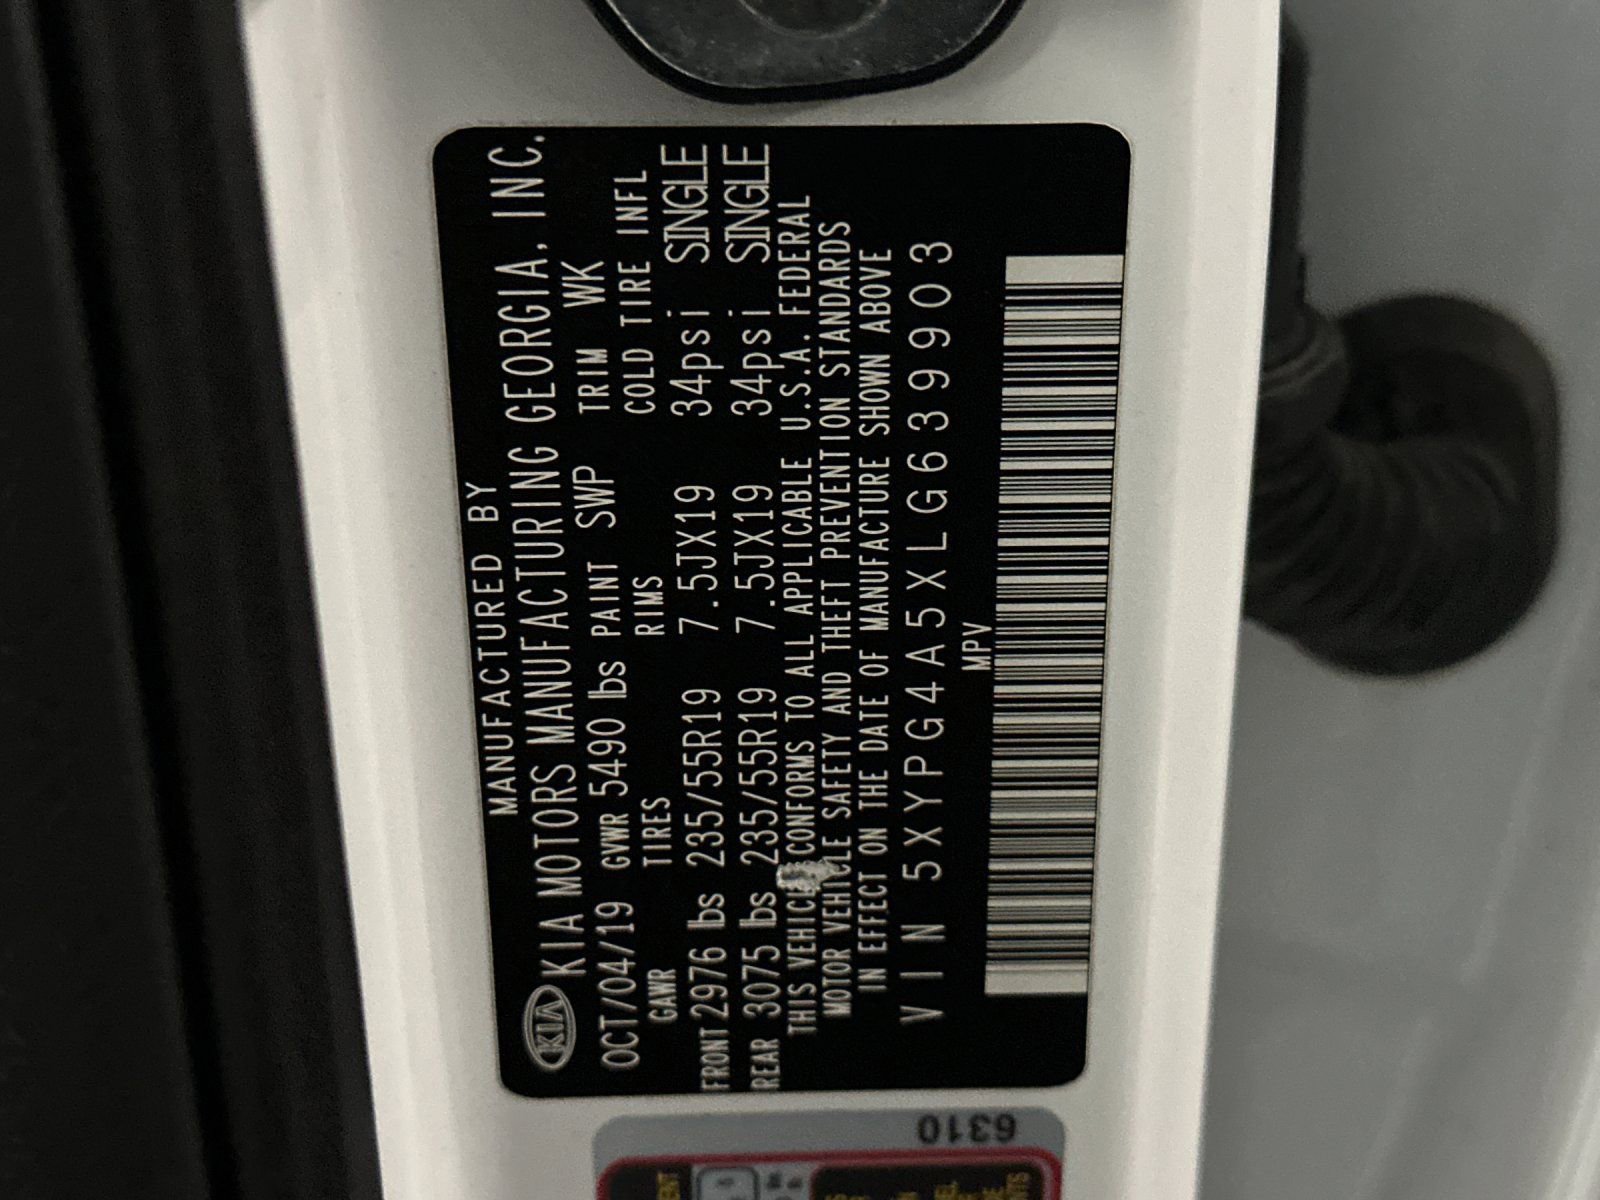 MANUFACTURED BY
KIA KIA MOTORS MANUFACTURING GEORGIA, INC.
OCT/04/19 GVWR 5490 lbs PAINT SWP TRIM WK
GAWR TIRES RIMS COLD TIRE INFL
FRONT 2976 lbs 235/55R19 7.5JX19 34psi SINGLE
REAR 3075 lbs 235/55R19 7.5JX19 34psi SINGLE
THIS VEHICLE CONFORMS TO ALL APPLICABLE U.S.A. FEDERAL
MOTOR VEHICLE SAFETY AND THEFT PREVENTION STANDARDS
IN EFFECT ON THE DATE OF MANUFACTURE SHOWN ABOVE
VIN 5XYPG4A5XLG639903
MPV
6310